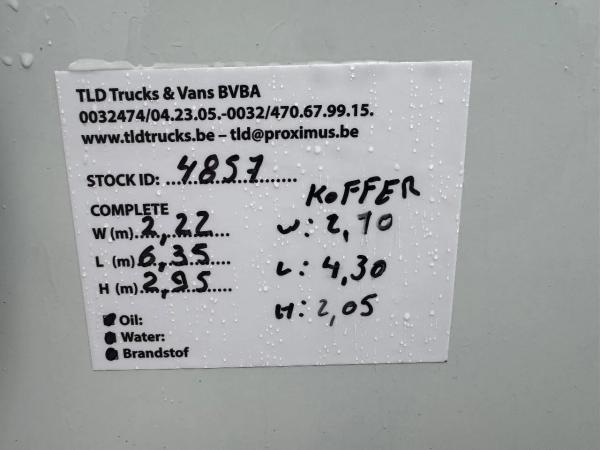 TLD Trucks & Vans BVBA
0032474/04.23.05.-0032/470.67.99.15.
www.tldtrucks.be – tld@proximus.be
STOCK ID: 4857
COMPLETE
W (m) 2,22
L (m) 6,35
H (m) 2,95
KOFFER
W: 2,10
L: 4,30
H: 2,05
Oil:
Water:
Brandstof